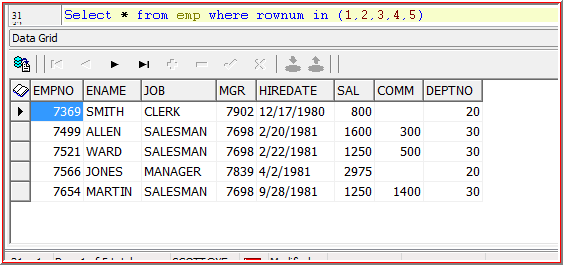 31 Select * from emp where rownum in (1,2,3,4,5)
Data Grid
EMPNO ENAME JOB MGR HIREDATE SAL COMM DEPTNO
7369 SMITH CLERK 7902 12/17/1980 800 20
7499 ALLEN SALESMAN 7698 2/20/1981 1600 300 30
7521 WARD SALESMAN 7698 2/22/1981 1250 500 30
7566 JONES MANAGER 7839 4/2/1981 2975 20
7654 MARTIN SALESMAN 7698 9/28/1981 1250 1400 30